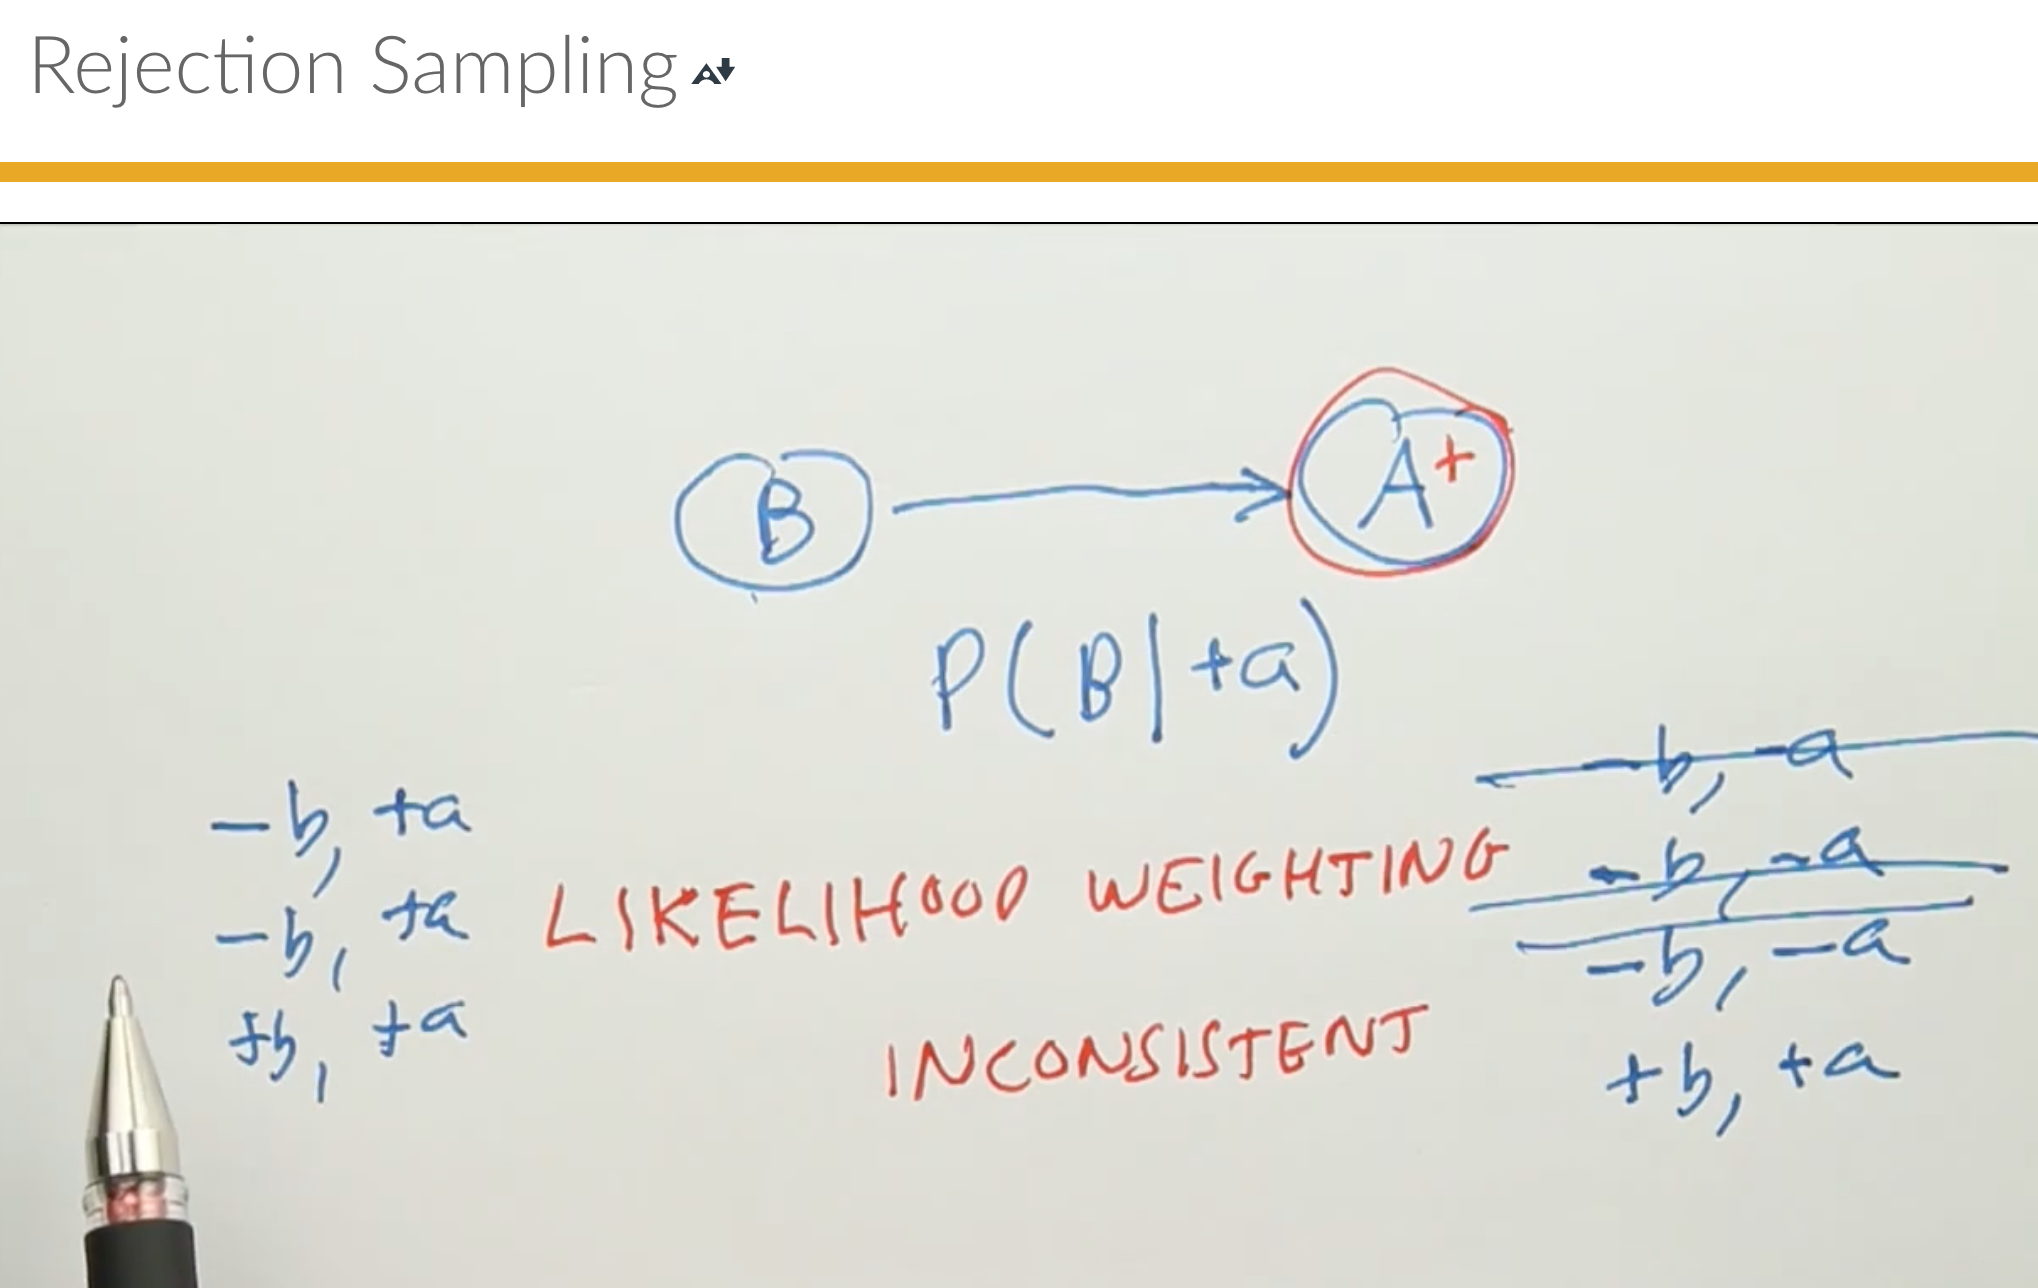 Rejection Sampling
B
A+
P(B|+a)
-b, +a
-b, +a
+b, +a
LIKELIHOOD WEIGHTING
INCONSISTENT
-b, -a
-b, -a
-b, -a
+b, +a